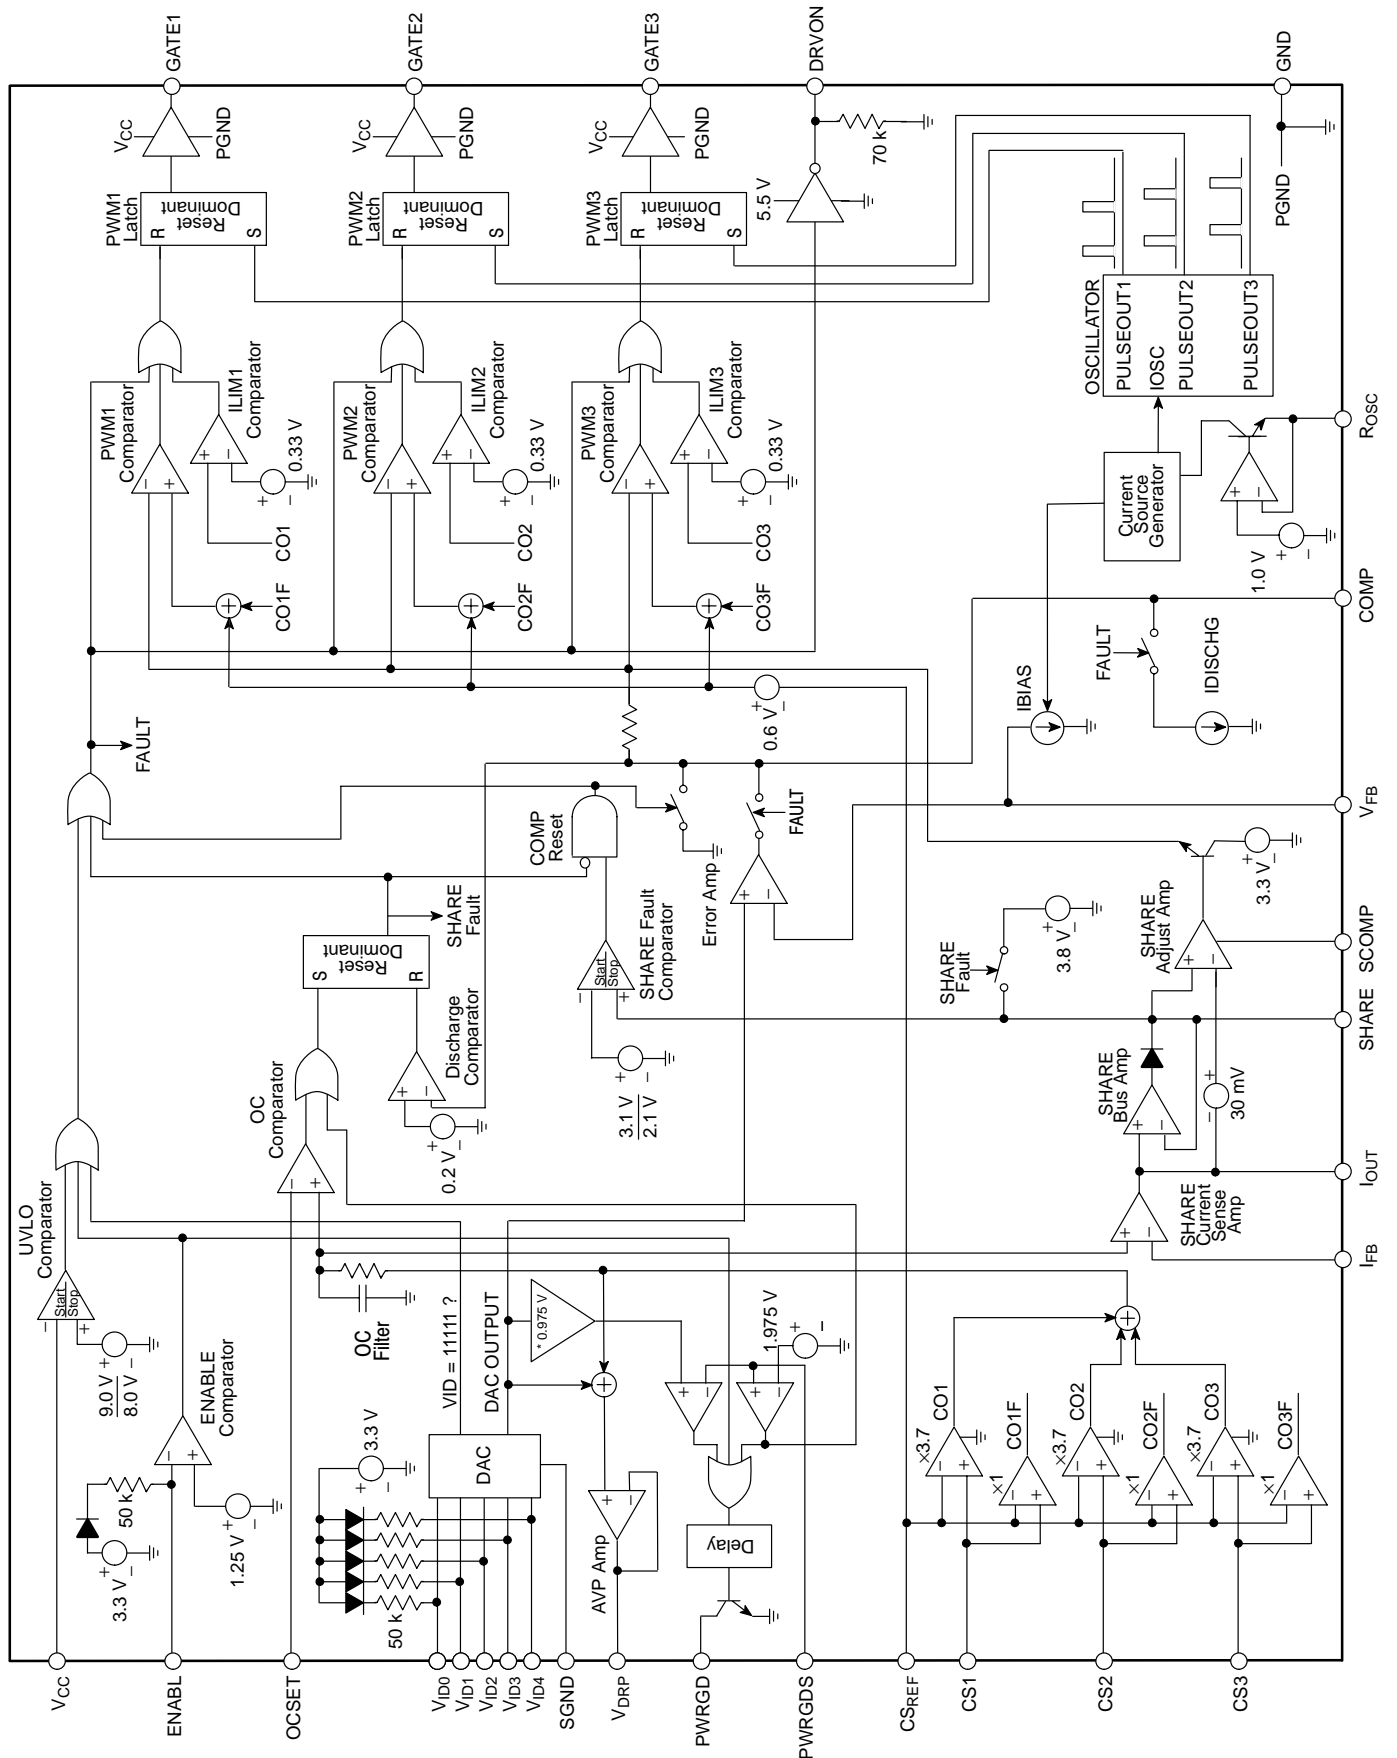 GATE1
GATE2
GATE3
DRVON
GND
VCC
PGND
VCC
PGND
VCC
PGND
5.5 V
70 k
PGND
PWM1
Latch
R
Reset
Dominant
S
PWM2
Latch
R
Reset
Dominant
S
PWM3
Latch
R
Reset
Dominant
S
OSCILLATOR
PULSEOUT1
IOSC
PULSEOUT2
PULSEOUT3
PWM1
Comparator
ILIM1
Comparator
0.33 V
CO1
CO1F
PWM2
Comparator
ILIM2
Comparator
0.33 V
CO2
CO2F
PWM3
Comparator
ILIM3
Comparator
0.33 V
CO3
CO3F
Current
Source
Generator
1.0 V
ROSC
COMP
FAULT
IDISCHG
IBIAS
FAULT
0.6 V
VFB
COMP
Reset
Error Amp
FAULT
SHARE
Fault
S
Reset
Dominant
R
SHARE Fault
Comparator
Start
Stop
3.1 V
2.1 V
Discharge
Comparator
0.2 V
OC
Comparator
SHARE
Fault
3.8 V
3.3 V
SHARE
Adjust Amp
SCOMP
SHARE
SHARE
Bus Amp
30 mV
IOUT
SHARE
Current
Sense
Amp
IFB
UVLO
Comparator
Start
Stop
9.0 V
8.0 V
ENABLE
Comparator
50 k
3.3 V
1.25 V
OC
Filter
VID = 11111 ?
DAC OUTPUT
* 0.975 V
1.975 V
3.3 V
DAC
50 k
AVP Amp
Delay
×3.7
CO1
×1
CO1F
×3.7
CO2
×1
CO2F
×3.7
CO3
×1
CO3F
VCC
ENABL
OCSET
VID0
VID1
VID2
VID3
VID4
SGND
VDRP
PWRGD
PWRGDS
CSREF
CS1
CS2
CS3